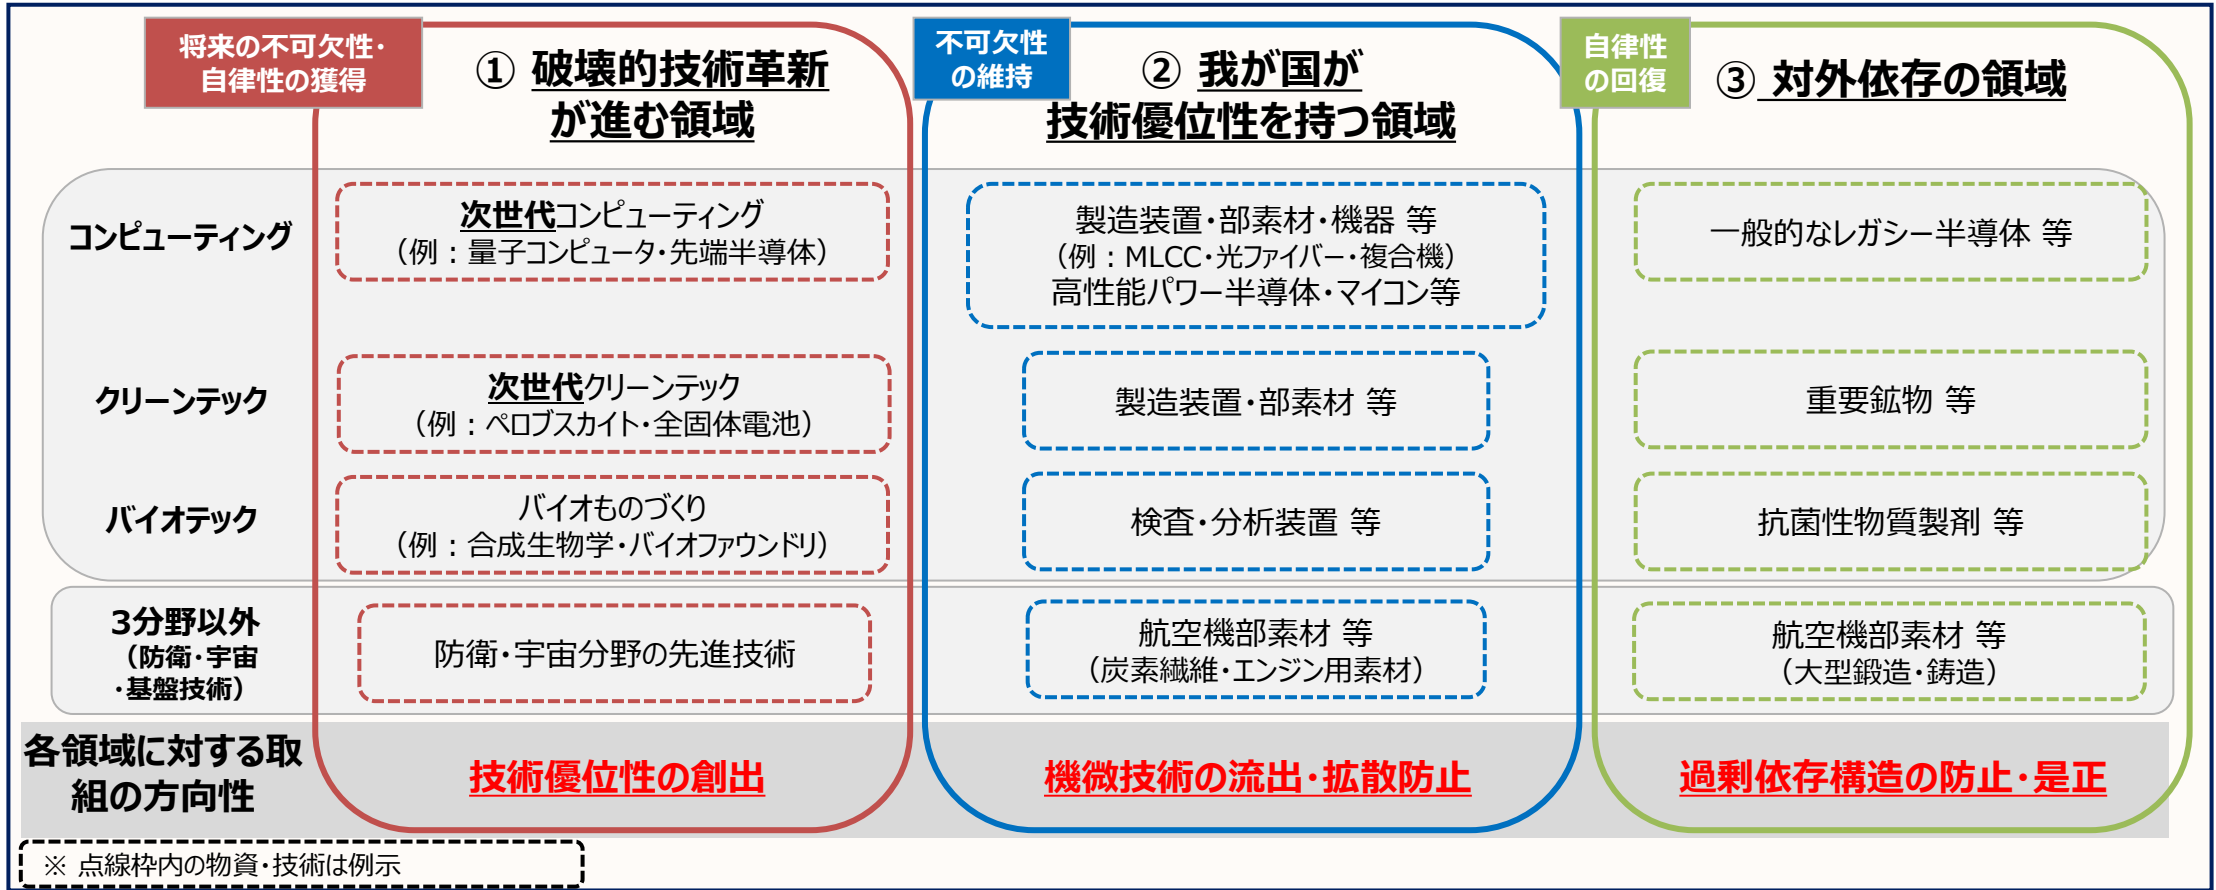 将来の不可欠性・
自律性の獲得
① 破壊的技術革新
が進む領域
不可欠性
の維持
② 我が国が
技術優位性を持つ領域
自律性
の回復
③ 対外依存の領域
コンピューティング
次世代コンピューティング
（例：量子コンピュータ・先端半導体）
製造装置・部素材・機器 等
（例：MLCC・光ファイバー・複合機）
高性能パワー半導体・マイコン等
一般的なレガシー半導体 等
クリーンテック
次世代クリーンテック
（例：ペロブスカイト・全固体電池）
製造装置・部素材 等
重要鉱物 等
バイオテック
バイオものづくり
（例：合成生物学・バイオファウンドリ）
検査・分析装置 等
抗菌性物質製剤 等
3分野以外
（防衛・宇宙
・基盤技術）
防衛・宇宙分野の先進技術
航空機部素材 等
（炭素繊維・エンジン用素材）
航空機部素材 等
（大型鍛造・鋳造）
各領域に対する取
組の方向性
技術優位性の創出
機微技術の流出・拡散防止
過剰依存構造の防止・是正
※ 点線枠内の物資・技術は例示